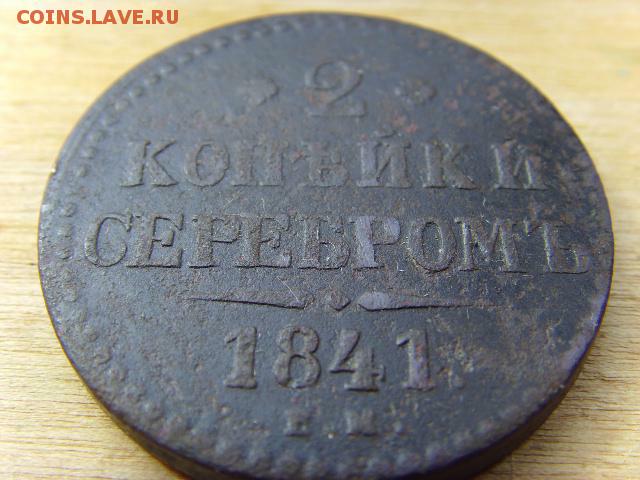 COINS.LAVE.RU
2
КОПѢЙКИ
СЕРЕБРОМЪ
1841
Е.М.